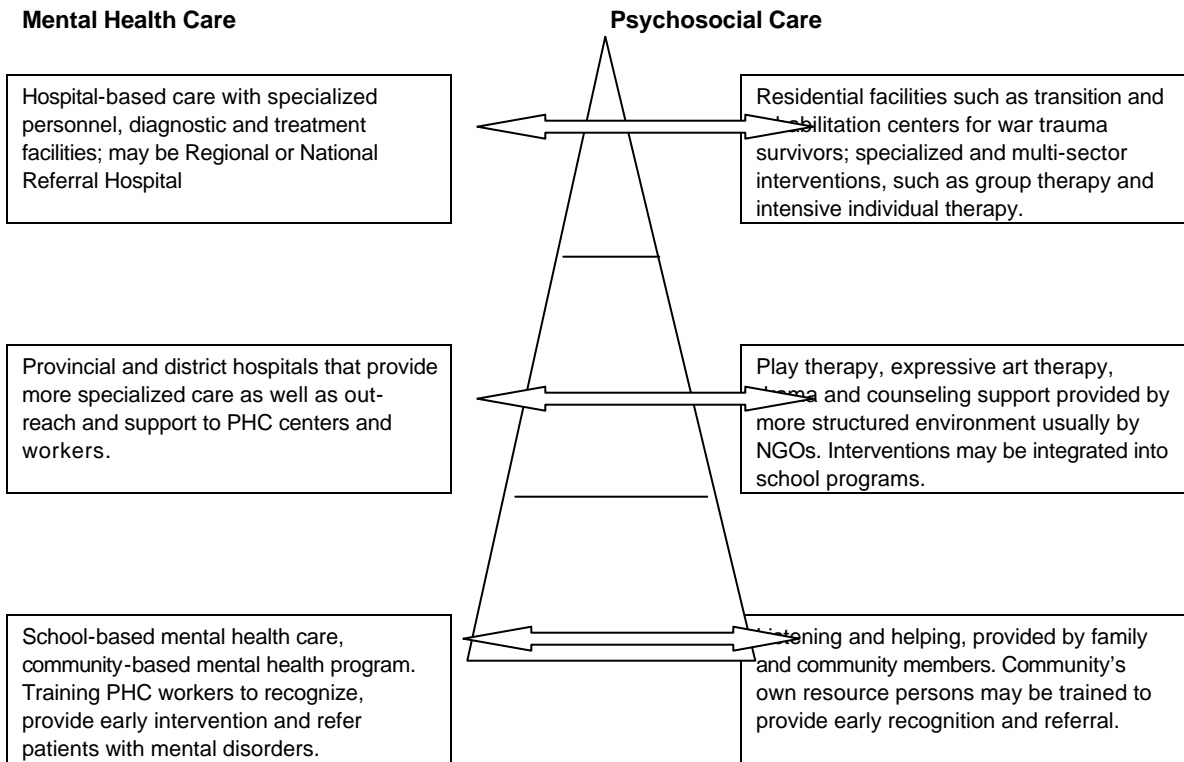 Mental Health Care
Psychosocial Care
Hospital-based care with specialized
personnel, diagnostic and treatment
facilities; may be Regional or National
Referral Hospital
Residential facilities such as transition and
survivors; specialized and multi-sector
interventions, such as group therapy and
intensive individual therapy.
centers for war trauma
Provincial and district hospitals that provide
more specialized care as well as out-
reach and support to PHC centers and
workers.
Play therapy, expressive art therapy,
and counseling support provided by
more structured environment usually by
NGOs. Interventions may be integrated into
school programs.
School-based mental health care,
community-based mental health program.
Training PHC workers to recognize,
provide early intervention and refer
patients with mental disorders.
Listening and helping, provided by family
and community members. Community's
own resource persons may be trained to
provide early recognition and referral.